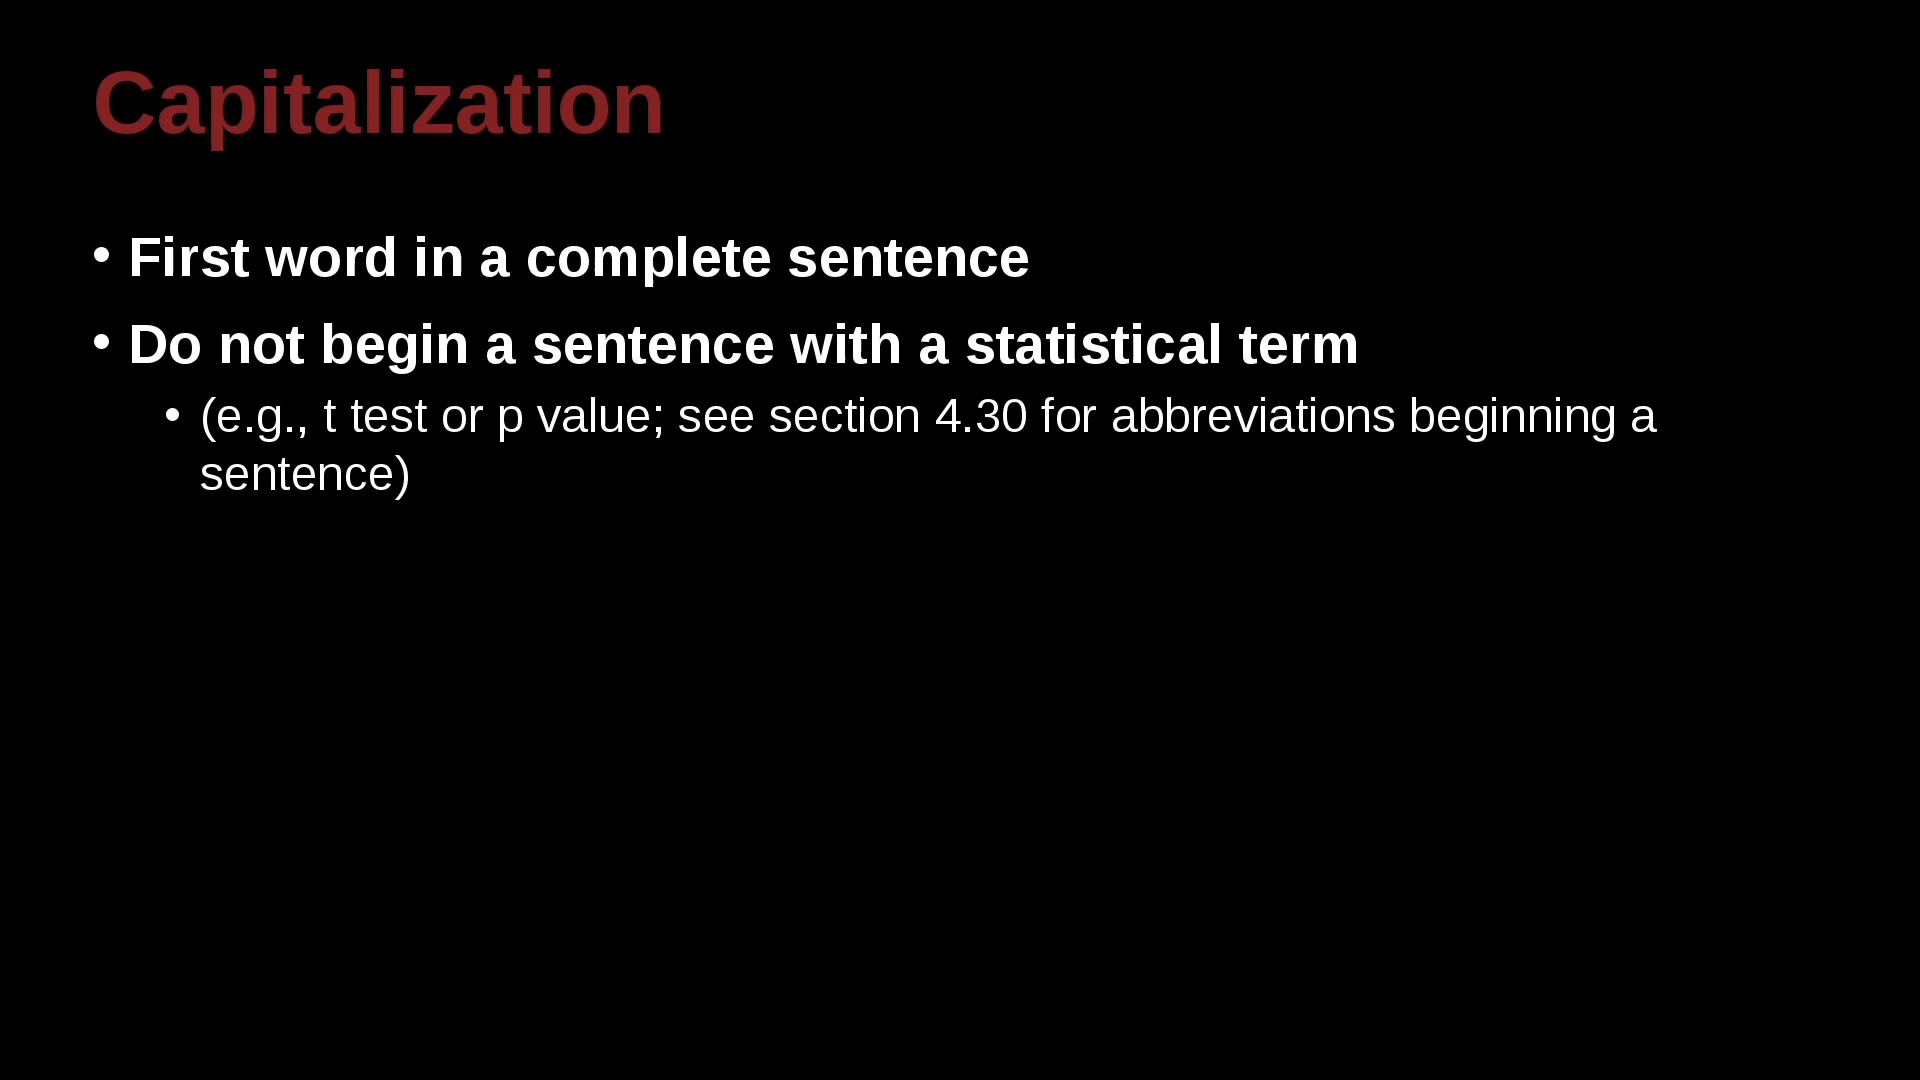 Capitalization
• First word in a complete sentence
• Do not begin a sentence with a statistical term
• (e.g., t test or p value; see section 4.30 for abbreviations beginning a
sentence)